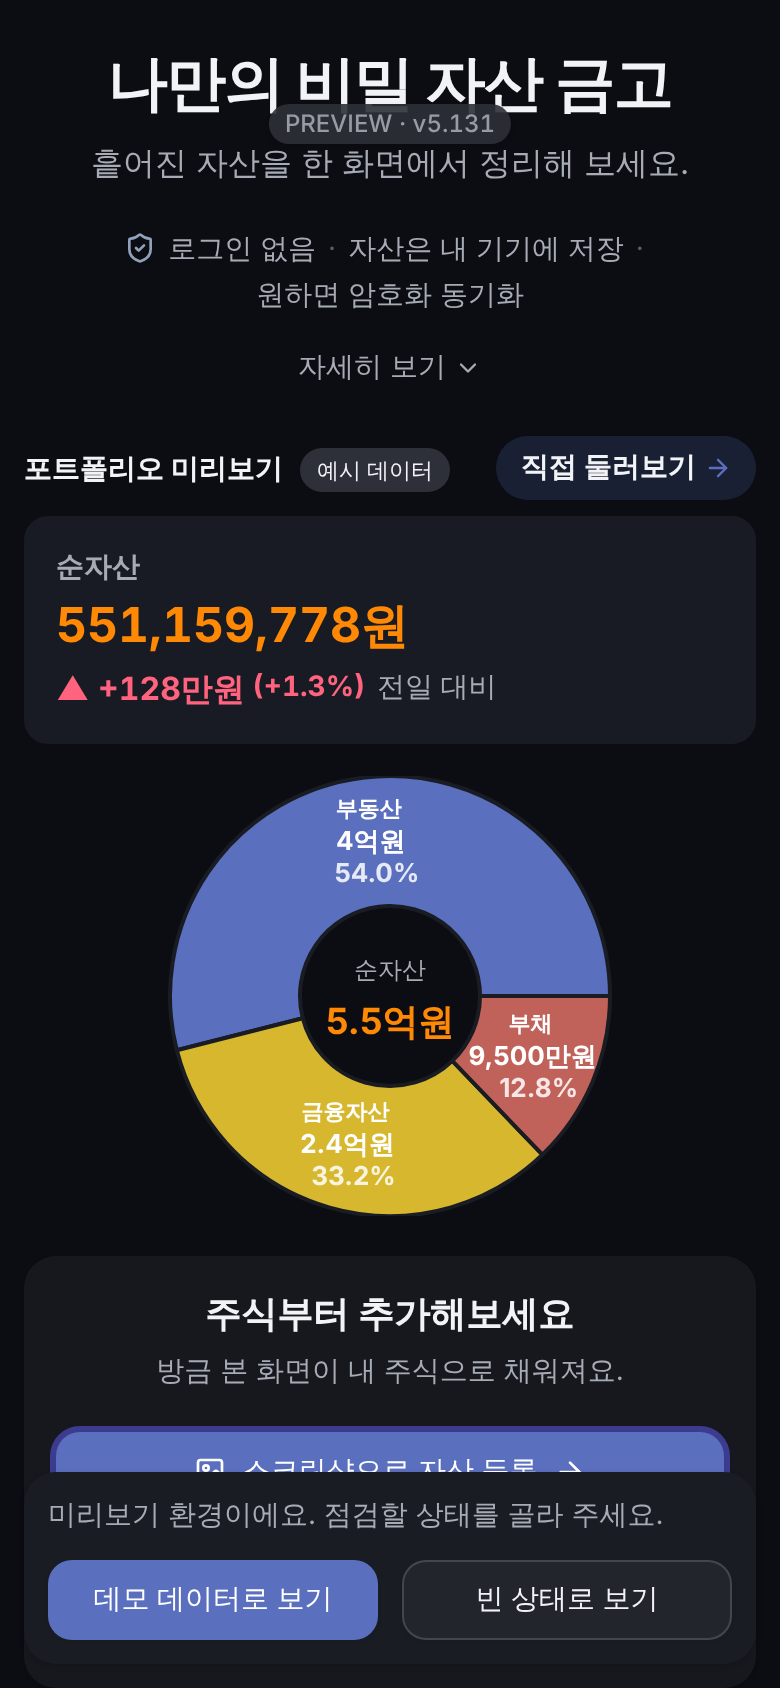 나만의 비밀 자산 금고
PREVIEW · v5.131
흩어진 자산을 한 화면에서 정리해 보세요.
로그인 없음 · 자산은 내 기기에 저장 ·
원하면 암호화 동기화
자세히 보기
포트폴리오 미리보기 예시 데이터 직접 둘러보기 →
순자산
551,159,778원
▲ +128만원 (+1.3%) 전일 대비
부동산
4억원
54.0%
순자산
5.5억원
부채
9,500만원
12.8%
금융자산
2.4억원
33.2%
주식부터 추가해보세요
방금 본 화면이 내 주식으로 채워져요.
스크린샷으로 자산 등록 →
미리보기 환경이에요. 점검할 상태를 골라 주세요.
데모 데이터로 보기 빈 상태로 보기